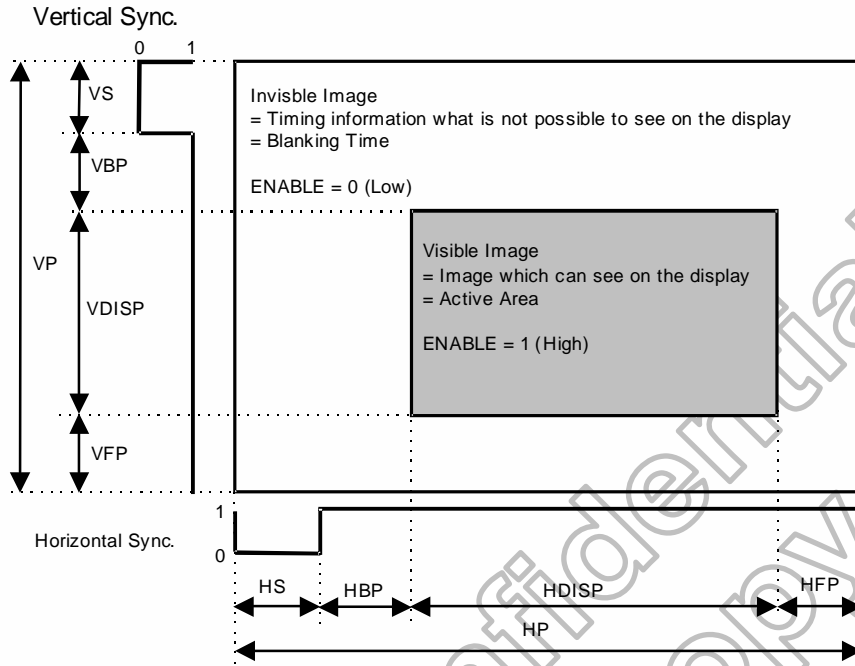 Vertical Sync.
0 1
VS
Invisble Image
= Timing information what is not possible to see on the display
= Blanking Time
VBP
ENABLE = 0 (Low)
VP
Visible Image
= Image which can see on the display
= Active Area
VDISP
ENABLE = 1 (High)
VFP
1
Horizontal Sync.
0
HS HBP HDISP HFP
HP